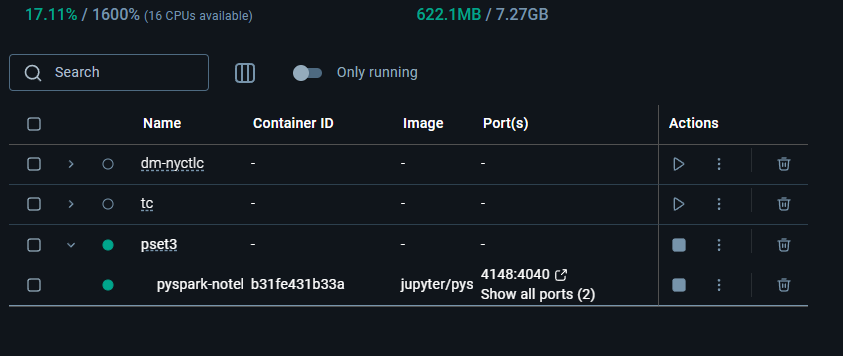 17.11% / 1600% (16 CPUs available)
622.1MB / 7.27GB
Search
Only running
Name Container ID Image Port(s) Actions
dm-nyctlc - - -
tc - - -
pset3 - - -
pyspark-notel b31fe431b33a jupyter/pys 4148:4040
Show all ports (2)